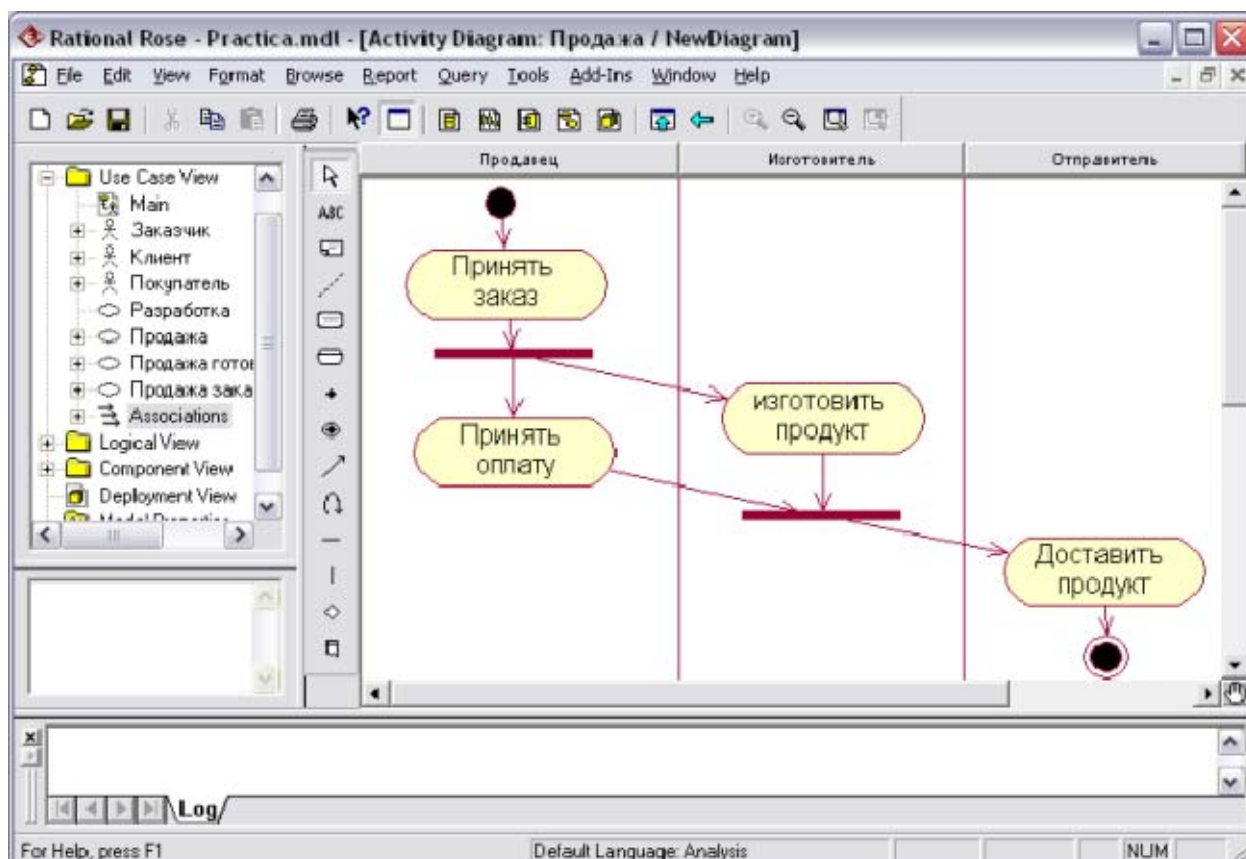 Rational Rose - Practica.mdl - [Activity Diagram: Продажа / NewDiagram]
File Edit View Format Browse Report Query Tools Add-Ins Window Help
Продавец Изготовитель Отправитель
Use Case View
Main
Заказчик
Клиент
Покупатель
Разработка
Продажа
Продажа готов
Продажа зака
Associations
Logical View
Component View
Deployment View
Model Properties
ABC
Принять
заказ
изготовить
продукт
Принять
оплату
Доставить
продукт
Log
For Help, press F1
Default Language: Analysis
NUM